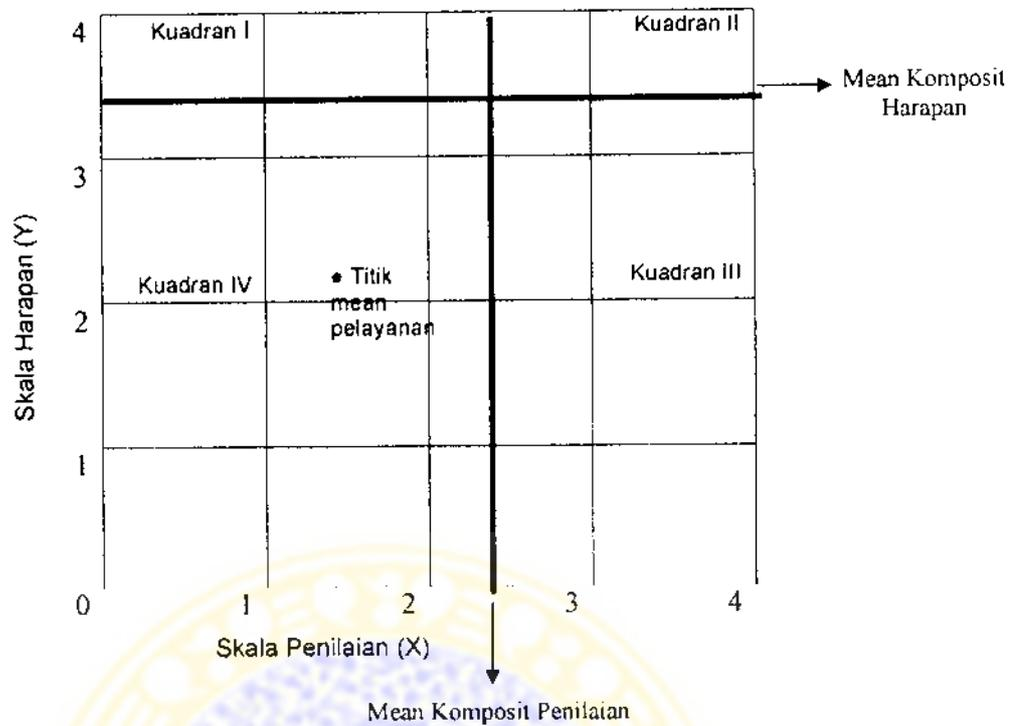 4
Kuadran I
Kuadran II
Mean Komposit
Harapan
3
Skala Harapan (Y)
Kuadran IV
• Titik
mean
pelayanan
Kuadran III
2
1
0
1
2
3
4
Skala Penilaian (X)
Mean Komposit Penilaian